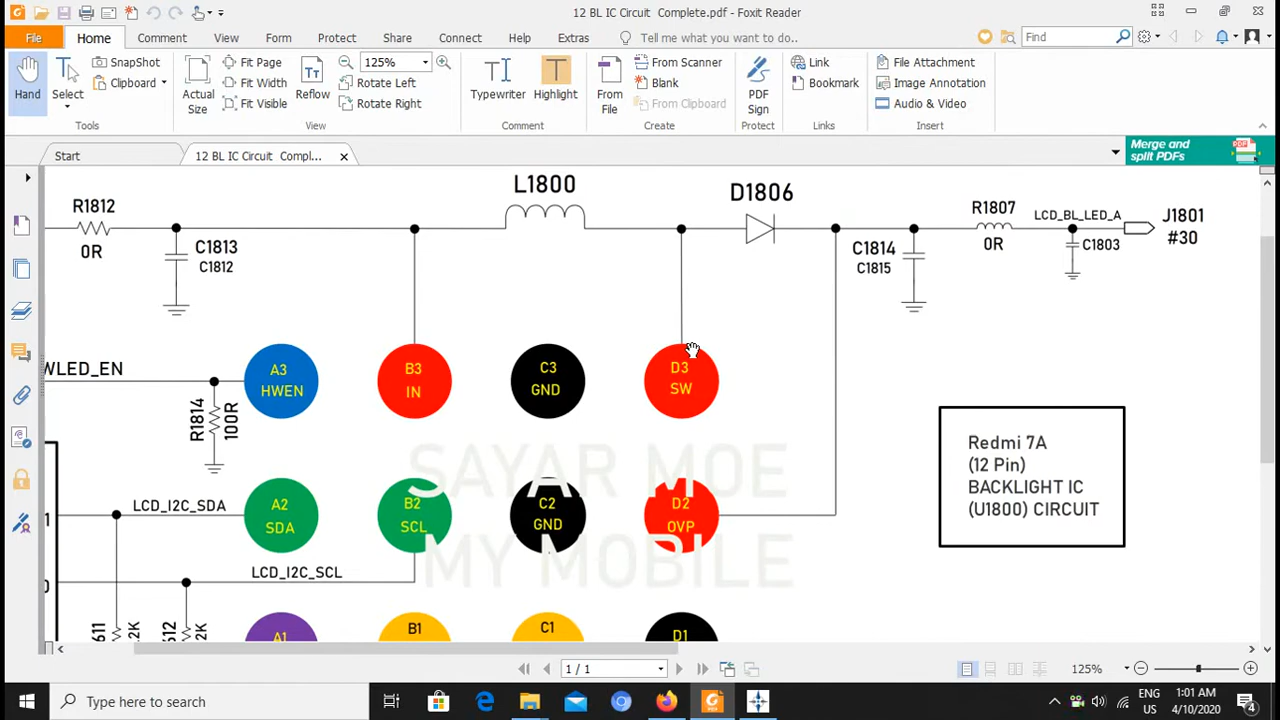 12 BL IC Circuit Complete.pdf - Foxit Reader
File Home Comment View Form Protect Share Connect Help Extras Tell me what you want to do.. Find
Hand
Select
SnapShot
Clipboard
Tools
Actual
Size
Fit Page
Fit Width
Fit Visible
Reflow
125%
Rotate Left
Rotate Right
View
Typewriter
Highlight
Comment
From
File
From Scanner
Blank
From Clipboard
Create
PDF
Sign
Protect
Link
Bookmark
Links
File Attachment
Image Annotation
Audio & Video
Insert
Start
12 BL IC Circuit Compl...
Merge and
split PDFs
R1812
0R
C1813
C1812
L1800
D1806
C1814
C1815
R1807
0R
LCD_BL_LED_A
C1803
J1801
#30
WLED_EN
R1814
100R
A3
HWEN
B3
IN
C3
GND
D3
SW
LCD_I2C_SDA
A2
SDA
B2
SCL
C2
GND
D2
OVP
LCD_I2C_SCL
A1
B1
C1
D1
SAYAR MOE
MY MOBILE
Redmi 7A
(12 Pin)
BACKLIGHT IC
(U1800) CIRCUIT
1 / 1
125%
Type here to search
ENG
US
1:01 AM
4/10/2020
4